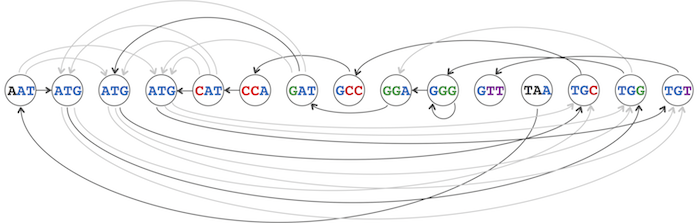 AAT ATG ATG ATG CAT CCA GAT GCC GGA GGG GTT TAA TGC TGG TGT